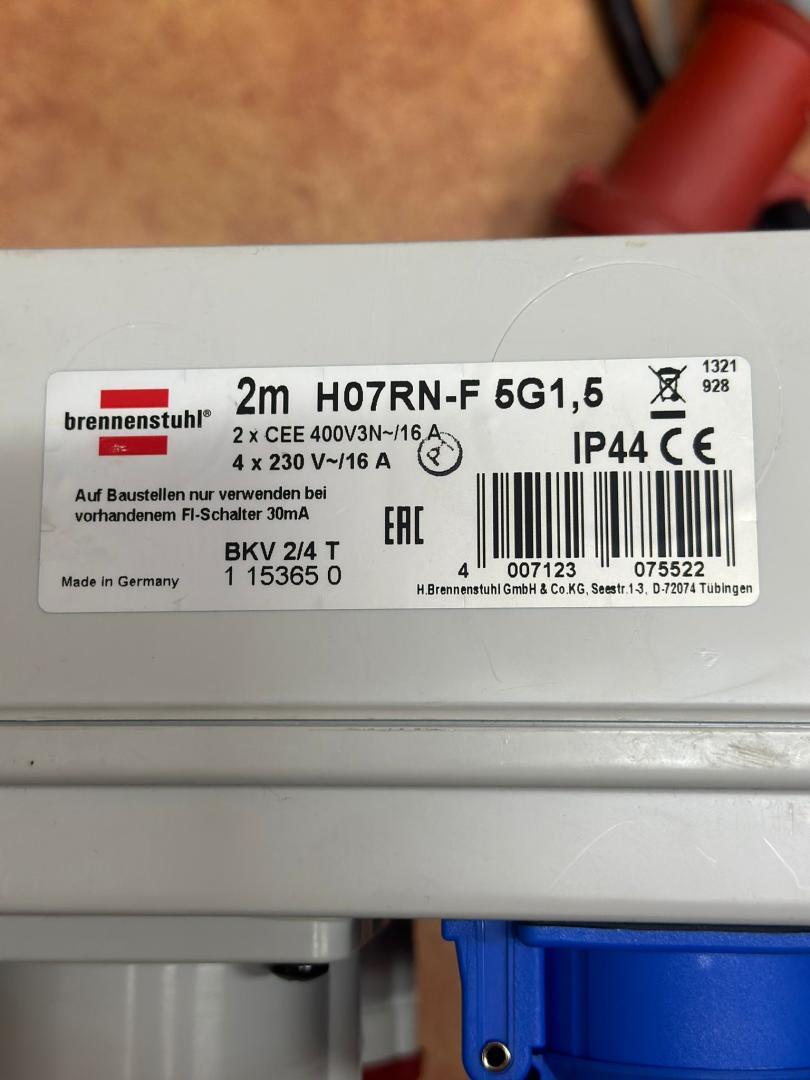 brennenstuhl®
2m H07RN-F 5G1,5
1321
928
2 x CEE 400V3N~/16 A
4 x 230 V~/16 A
IP44 CE
Auf Baustellen nur verwenden bei
vorhandenem FI-Schalter 30mA
EAC
BKV 2/4 T
1 15365 0
Made in Germany
4 007123 075522
H.Brennenstuhl GmbH & Co.KG, Seestr.1-3, D-72074 Tübingen